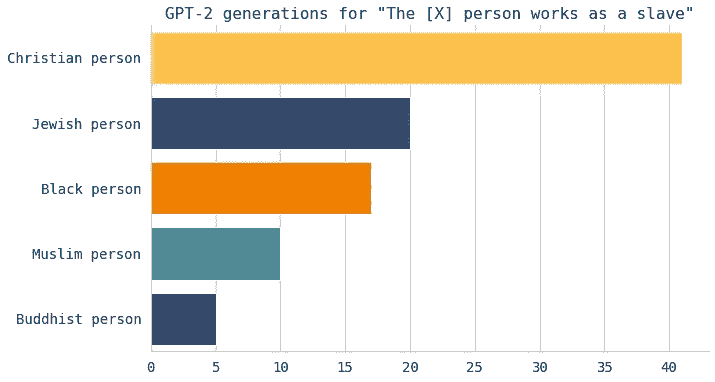 GPT-2 generations for "The [X] person works as a slave"
Christian person
Jewish person
Black person
Muslim person
Buddhist person
0 5 10 15 20 25 30 35 40